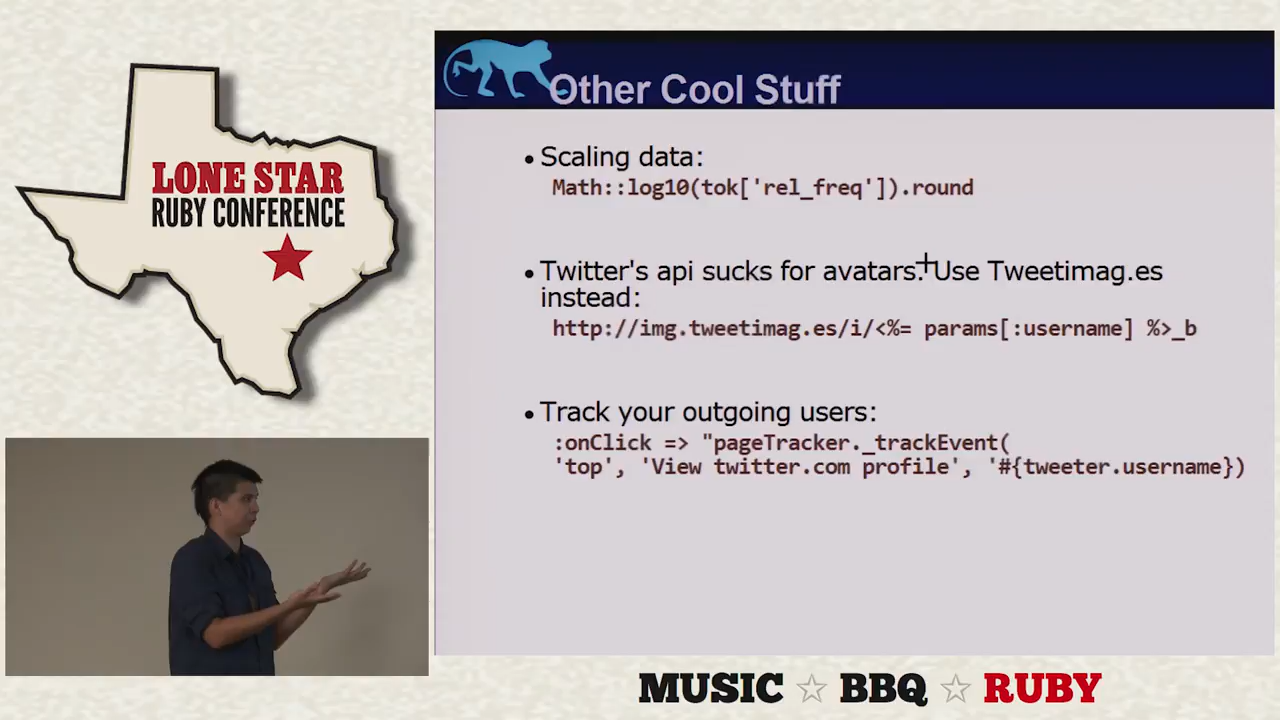 LONE STAR
RUBY CONFERENCE
Other Cool Stuff
• Scaling data:
Math::log10(tok['rel_freq']).round
• Twitter's api sucks for avatars. Use Tweetimag.es
instead:
http://img.tweetimag.es/i/<%= params[:username] %>_b
• Track your outgoing users:
:onClick => "pageTracker._trackEvent(
'top', 'View twitter.com profile', '#{tweeter.username})
MUSIC ☆ BBQ ☆ RUBY